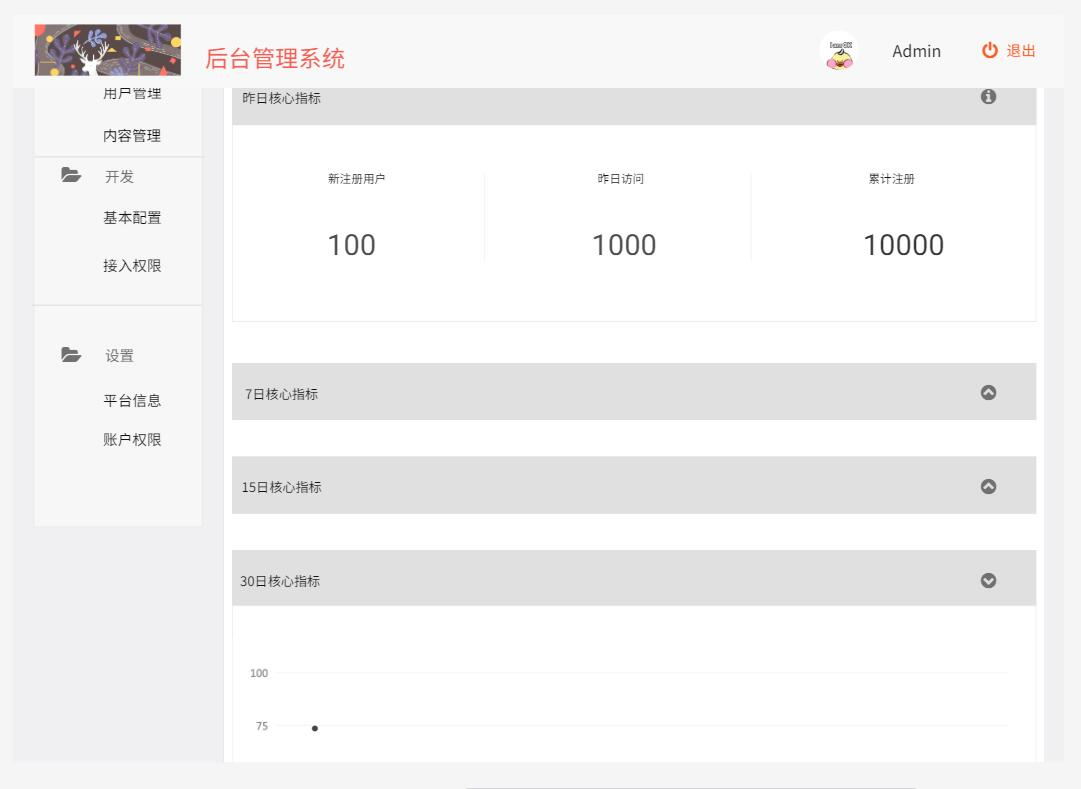 后台管理系统
Admin
退出
用户管理
内容管理
开发
基本配置
接入权限
设置
平台信息
账户权限
昨日核心指标
新注册用户
昨日访问
累计注册
100
1000
10000
7日核心指标
15日核心指标
30日核心指标
100
75